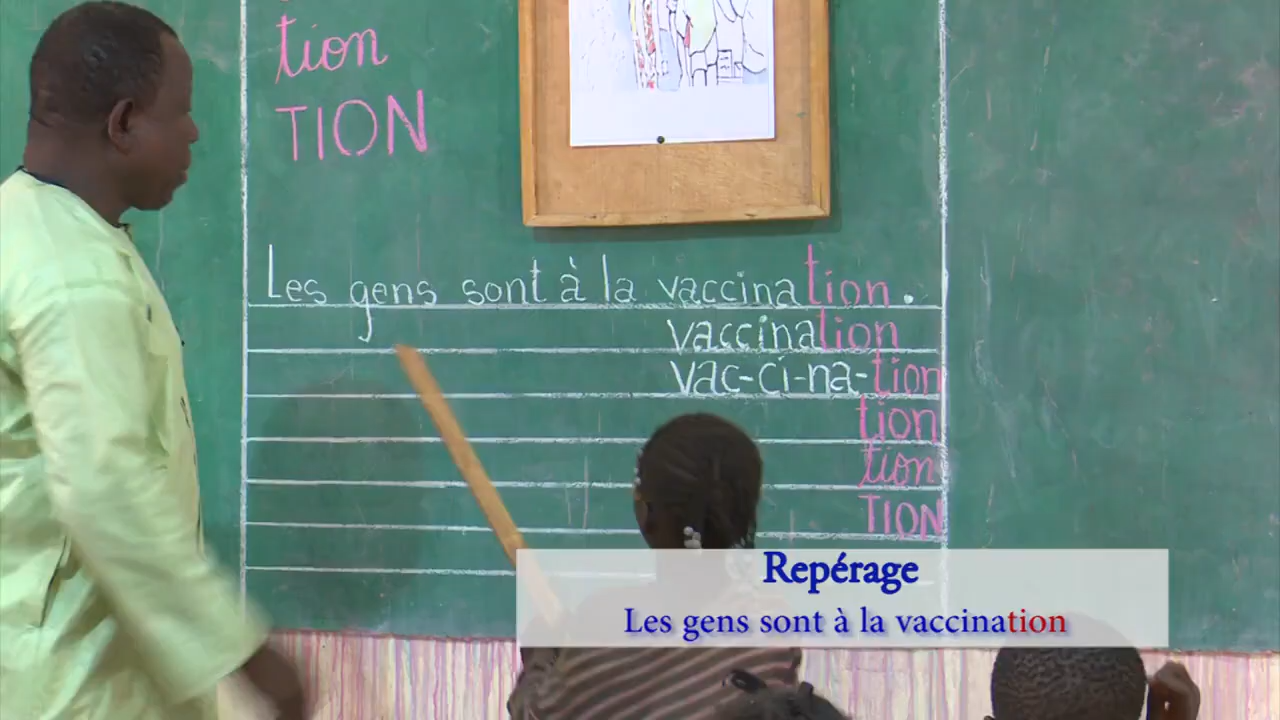 tion
TION
Les gens sont à la vaccination.
vaccination
vac-ci-na-tion
tion
tion
TION
Repérage
Les gens sont à la vaccination